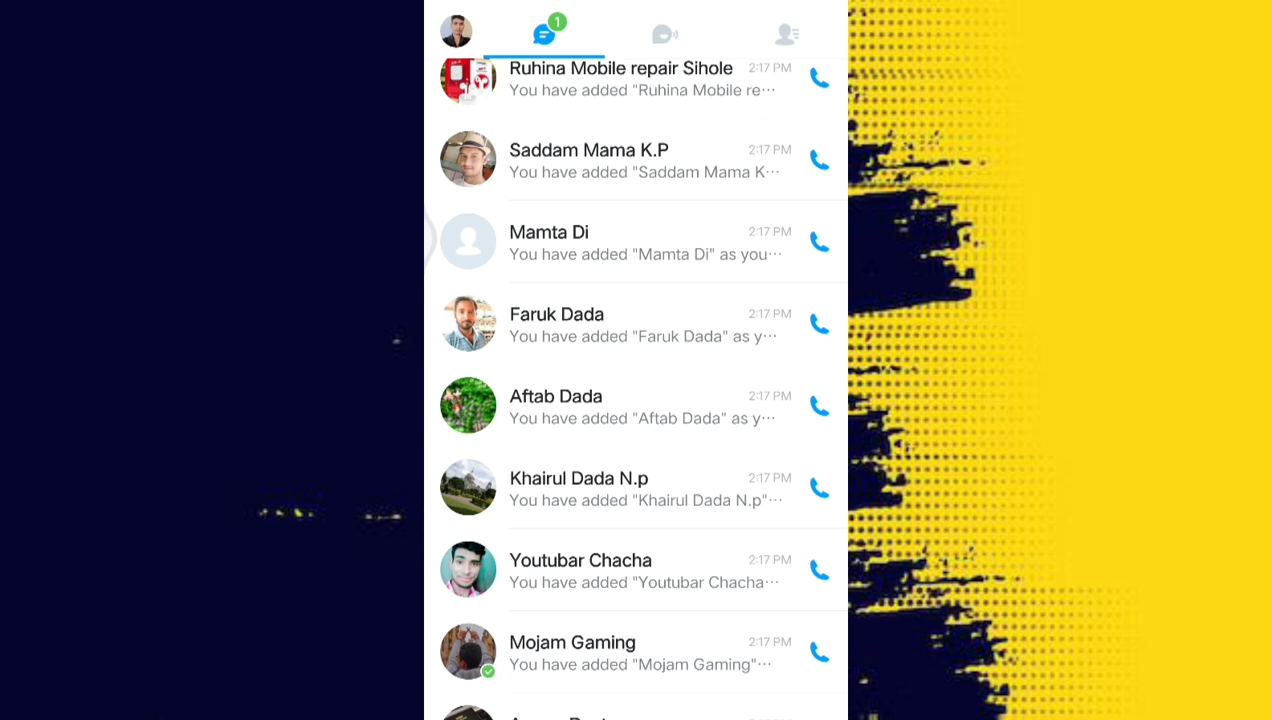 1
Ruhina Mobile repair Sihole 2:17 PM
You have added "Ruhina Mobile re···
Saddam Mama K.P 2:17 PM
You have added "Saddam Mama K···
Mamta Di 2:17 PM
You have added "Mamta Di" as you···
Faruk Dada 2:17 PM
You have added "Faruk Dada" as y···
Aftab Dada 2:17 PM
You have added "Aftab Dada" as y···
Khairul Dada N.p 2:17 PM
You have added "Khairul Dada N.p"···
Youtubar Chacha 2:17 PM
You have added "Youtubar Chacha···
Mojam Gaming 2:17 PM
You have added "Mojam Gaming"···